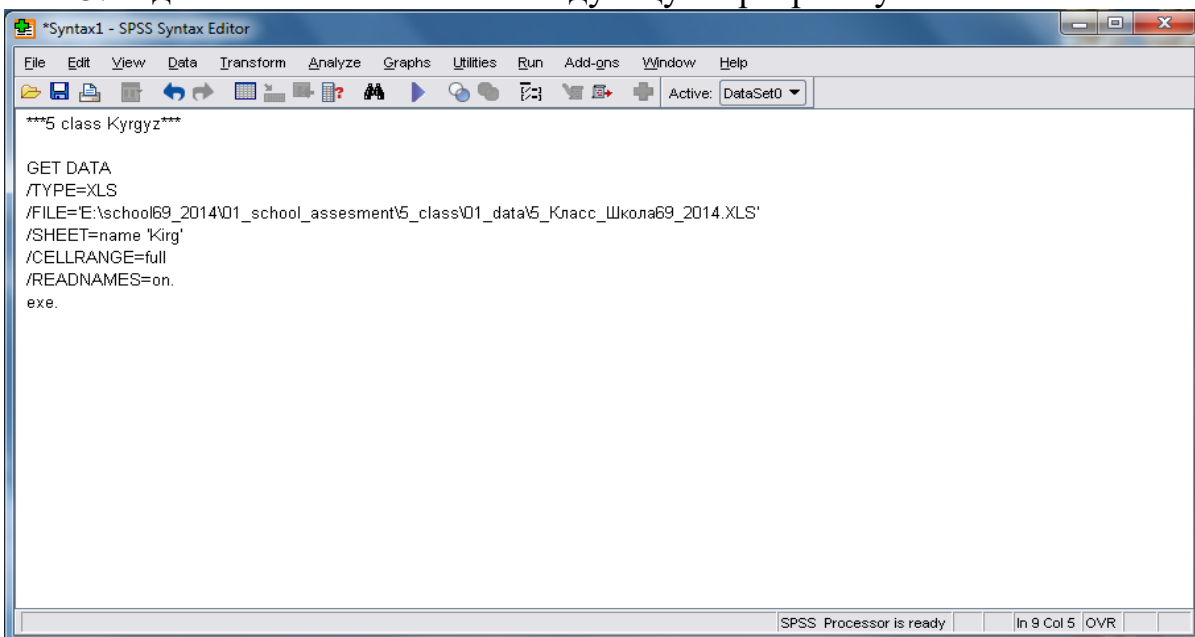 *Syntax1 - SPSS Syntax Editor
File Edit View Data Transform Analyze Graphs Utilities Run Add-ons Window Help
Active: DataSet0
***5 class Kyrgyz***
GET DATA
/TYPE=XLS
/FILE='E:\school69_2014\01_school_assesment\5_class\01_data\5_Класс_Школа69_2014.XLS'
/SHEET=name 'Kirg'
/CELLRANGE=full
/READNAMES=on.
exe.
SPSS Processor is ready In 9 Col 5 OVR